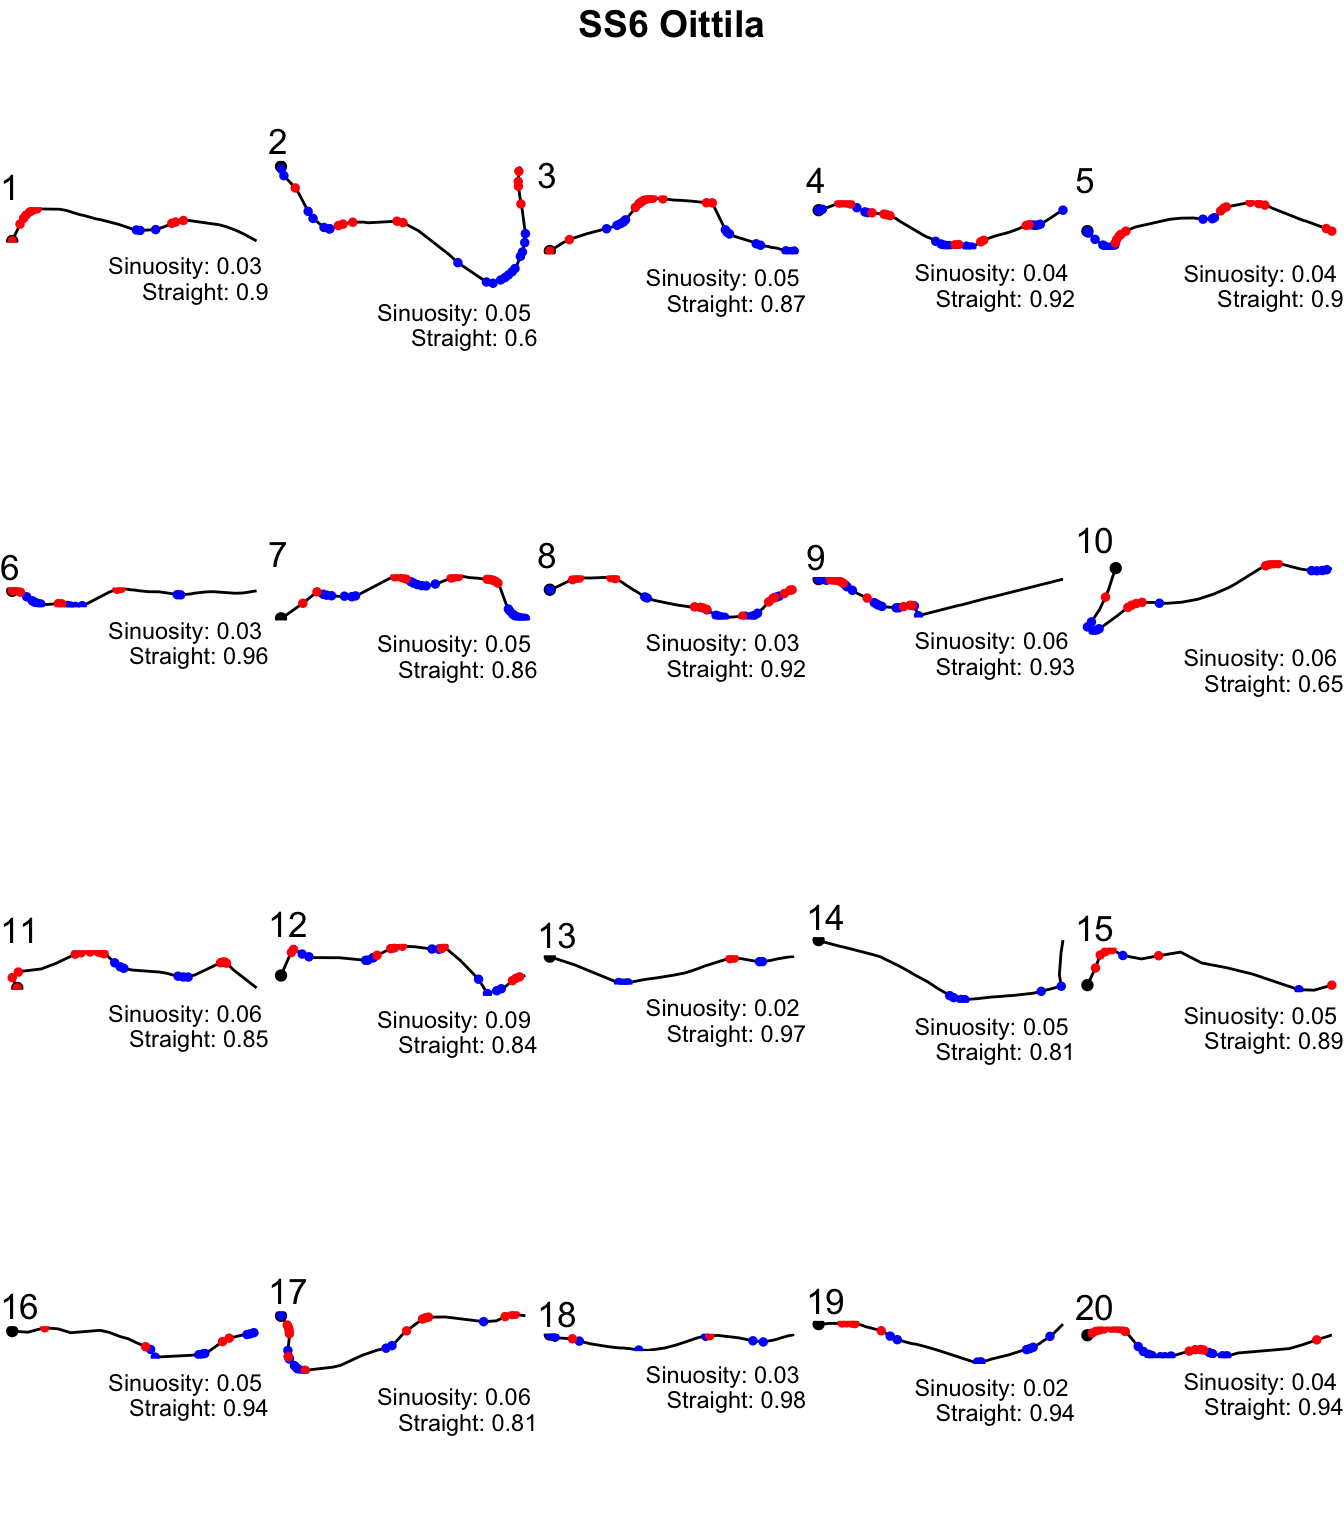 SS6 Oittila
1
Sinuosity: 0.03
Straight: 0.9
2
Sinuosity: 0.05
Straight: 0.6
3
Sinuosity: 0.05
Straight: 0.87
4
Sinuosity: 0.04
Straight: 0.92
5
Sinuosity: 0.04
Straight: 0.9
6
Sinuosity: 0.03
Straight: 0.96
7
Sinuosity: 0.05
Straight: 0.86
8
Sinuosity: 0.03
Straight: 0.92
9
Sinuosity: 0.06
Straight: 0.93
10
Sinuosity: 0.06
Straight: 0.65
11
Sinuosity: 0.06
Straight: 0.85
12
Sinuosity: 0.09
Straight: 0.84
13
Sinuosity: 0.02
Straight: 0.97
14
Sinuosity: 0.05
Straight: 0.81
15
Sinuosity: 0.05
Straight: 0.89
16
Sinuosity: 0.05
Straight: 0.94
17
Sinuosity: 0.06
Straight: 0.81
18
Sinuosity: 0.03
Straight: 0.98
19
Sinuosity: 0.02
Straight: 0.94
20
Sinuosity: 0.04
Straight: 0.94